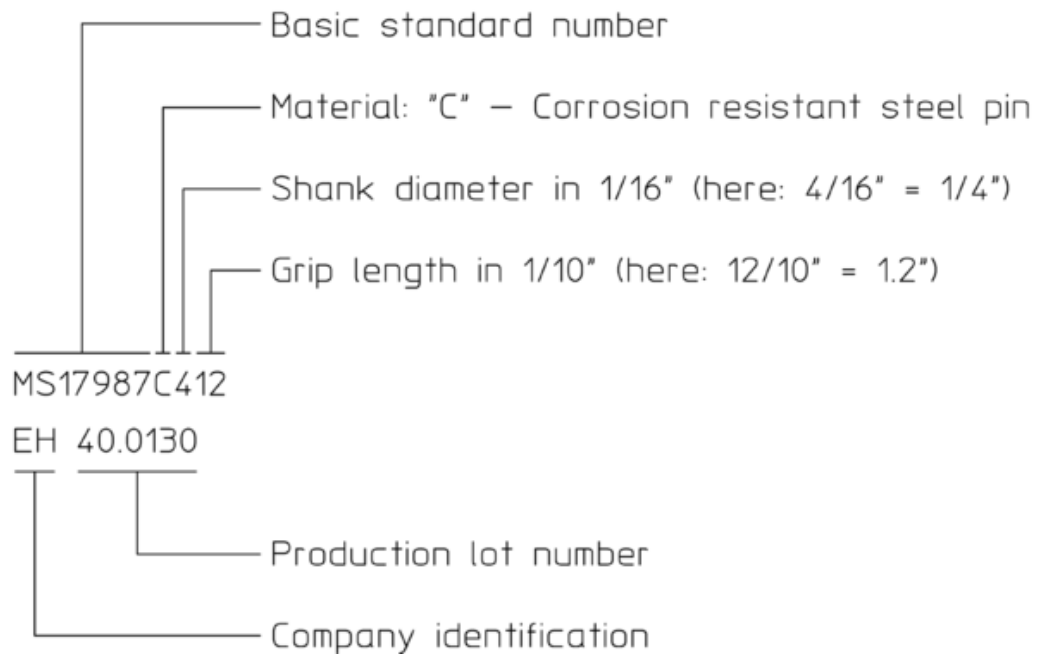 Basic standard number
Material: "C" – Corrosion resistant steel pin
Shank diameter in 1/16" (here: 4/16" = 1/4")
Grip length in 1/10" (here: 12/10" = 1.2")
MS17987C412
EH 40.0130
Production lot number
Company identification